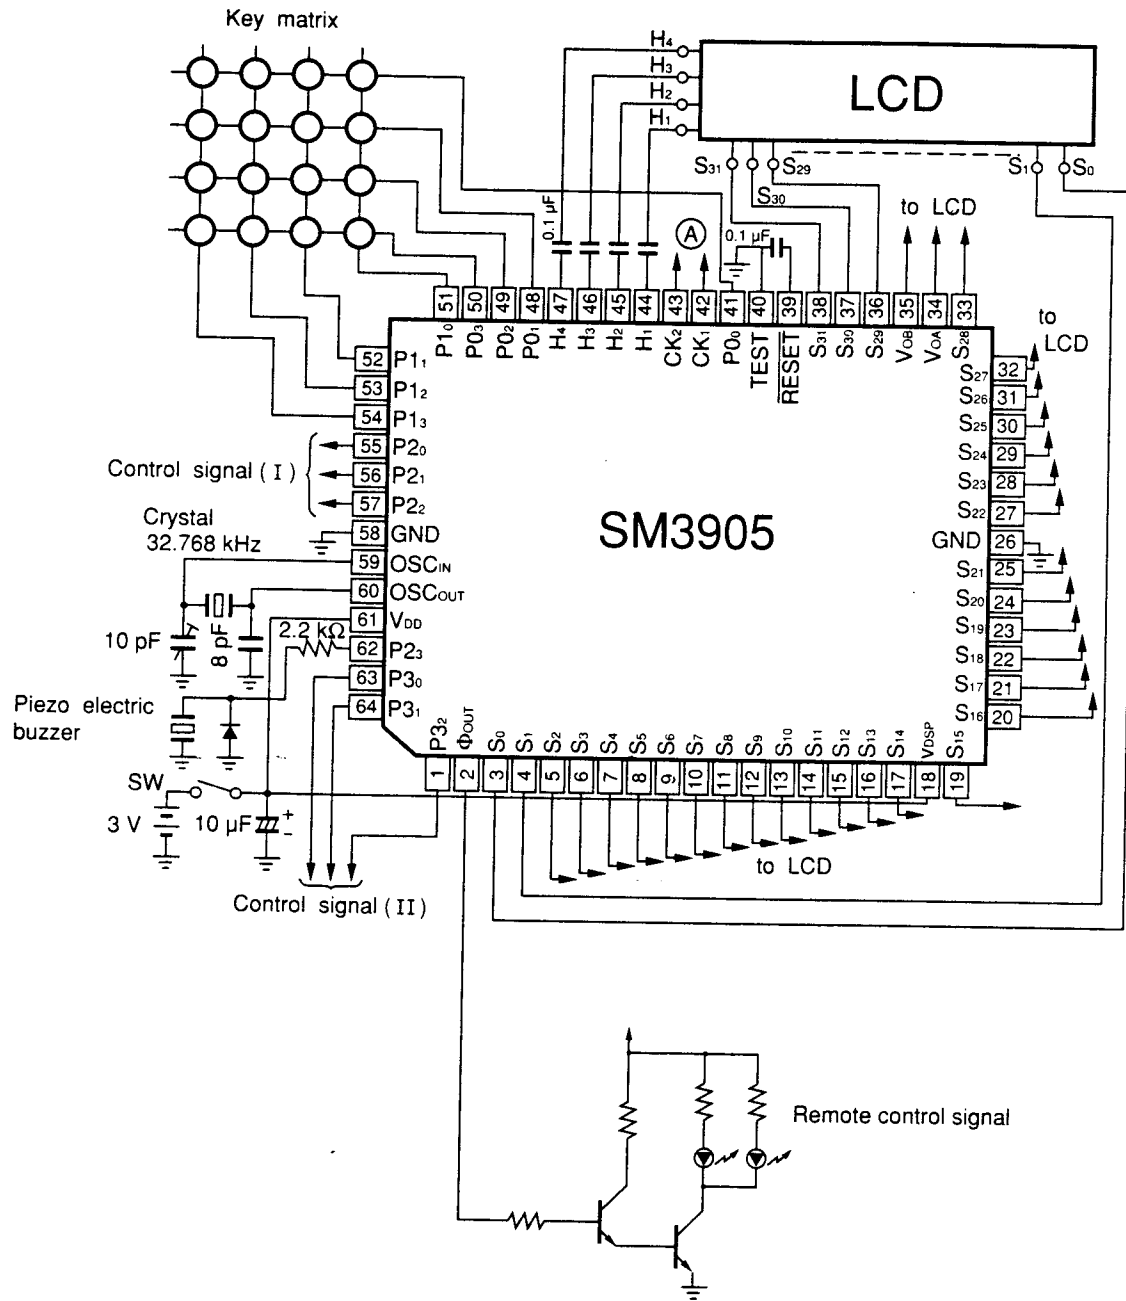 Key matrix
H4
H3
H2
H1
LCD
S31
S30
S29
S1
S0
0.1 µF
A
0.1 µF
to LCD
51 50 49 48 47 46 45 44 43 42 41 40 39 38 37 36 35 34 33
P10 P03 P02 P01 H4 H3 H2 H1 CK2 CK1 P00 TEST RESET S31 S30 S29 VOB VOA S28
to LCD
52 P11
53 P12
54 P13
55 P20
56 P21
57 P22
58 GND
59 OSCIN
60 OSCOUT
61 VDD
62 P23
63 P30
64 P31
Control signal (I)
Crystal
32.768 kHz
10 pF
8 pF
2.2 kΩ
Piezo electric
buzzer
SM3905
S27 32
S26 31
S25 30
S24 29
S23 28
S22 27
GND 26
S21 25
S20 24
S19 23
S18 22
S17 21
S16 20
P32 ΦOUT S0 S1 S2 S3 S4 S5 S6 S7 S8 S9 S10 S11 S12 S13 S14 VDSP S15
1 2 3 4 5 6 7 8 9 10 11 12 13 14 15 16 17 18 19
SW
3 V
10 µF
+
-
to LCD
Control signal (II)
Remote control signal